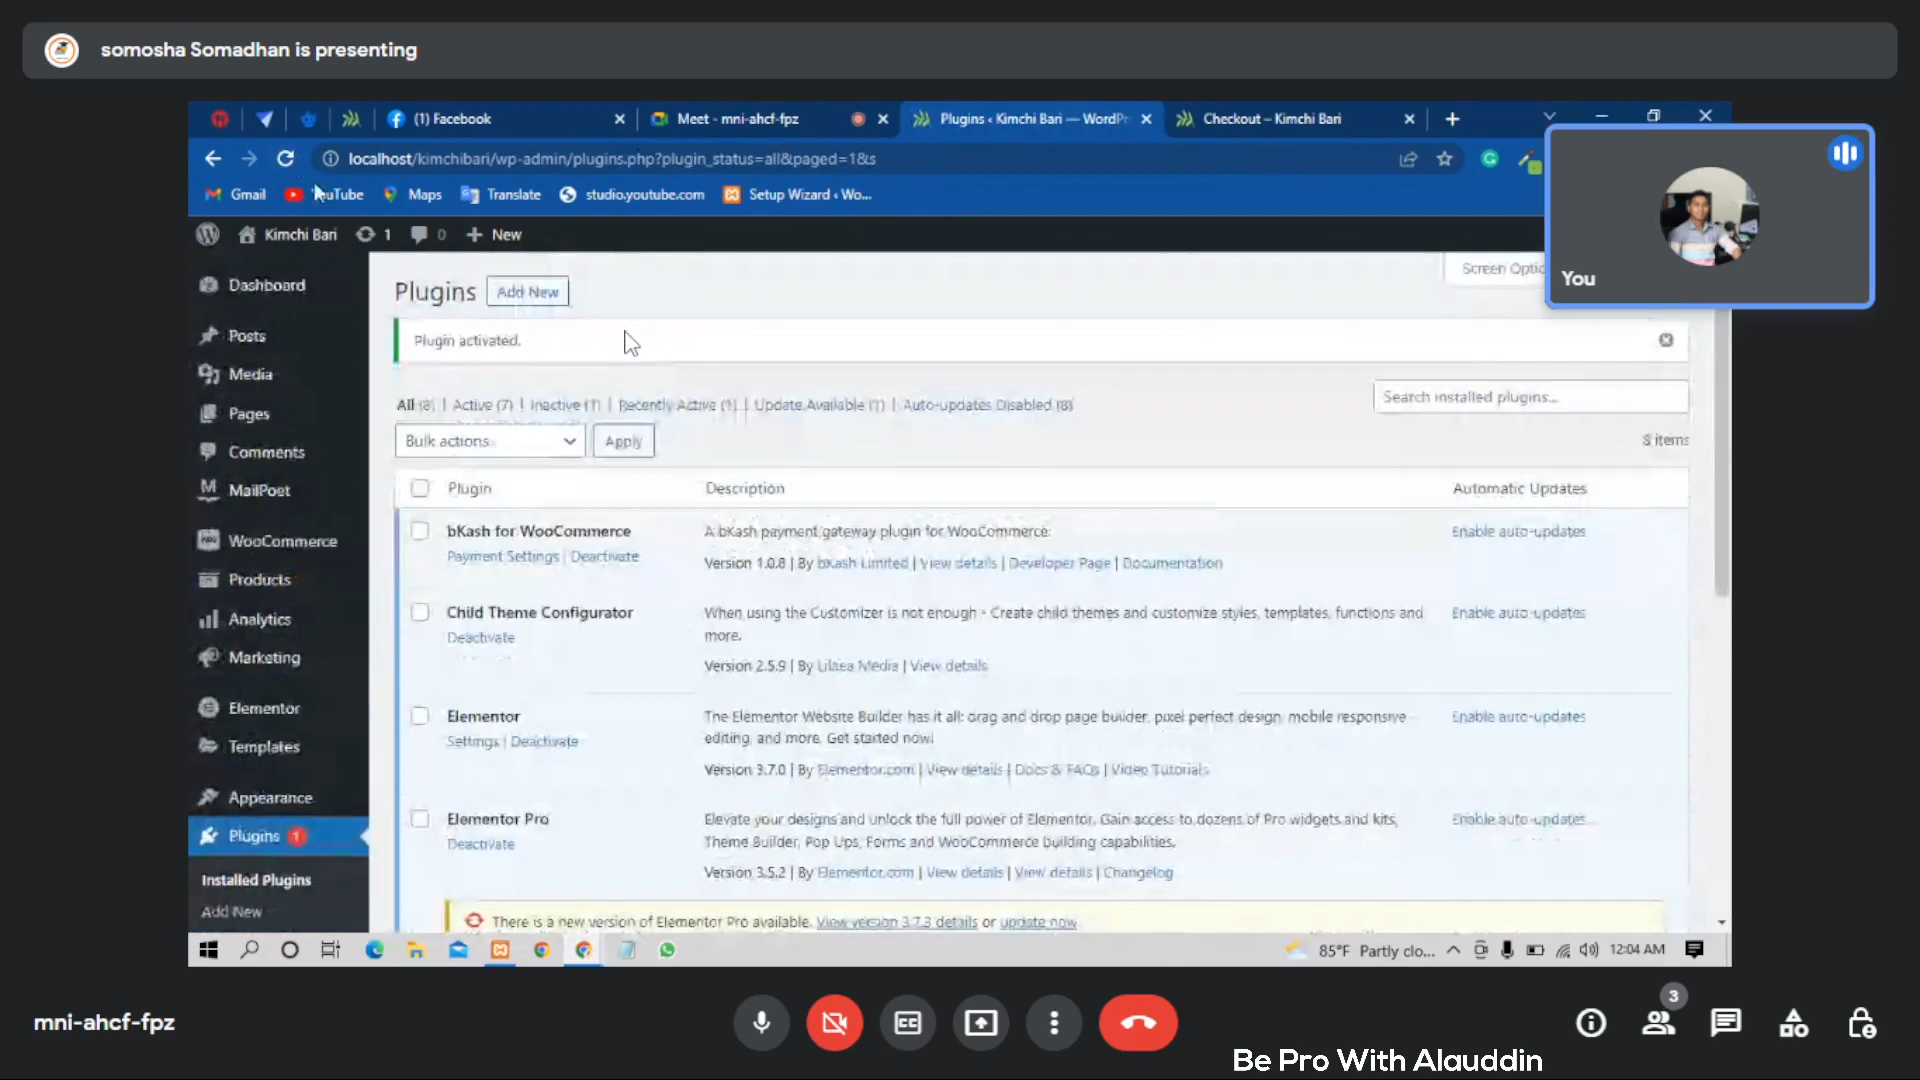 somosha Somadhan is presenting
(1) Facebook
Meet - mni-ahcf-fpz
Plugins ‹ Kimchi Bari — WordPr
Checkout – Kimchi Bari
localhost/kimchibari/wp-admin/plugins.php?plugin_status=all&paged=1&s
Gmail
YouTube
Maps
Translate
studio.youtube.com
Setup Wizard ‹ Wo...
Kimchi Bari
1
0
New
You
Dashboard
Posts
Media
Pages
Comments
MailPoet
WooCommerce
Products
Analytics
Marketing
Elementor
Templates
Appearance
Plugins 1
Installed Plugins
Add New
Plugins
Add New
Screen Optio
Plugin activated.
All (8) | Active (7) | Inactive (1) | Recently Active (1) | Update Available (1) | Auto-updates Disabled (8)
Search installed plugins...
Bulk actions
Apply
8 items
Plugin
Description
Automatic Updates
bKash for WooCommerce
Payment Settings | Deactivate
A bKash payment gateway plugin for WooCommerce.
Version 1.0.8 | By bKash Limited | View details | Developer Page | Documentation
Enable auto-updates
Child Theme Configurator
Deactivate
When using the Customizer is not enough - Create child themes and customize styles, templates, functions and
more.
Version 2.5.9 | By Lilaea Media | View details
Enable auto-updates
Elementor
Settings | Deactivate
The Elementor Website Builder has it all: drag and drop page builder, pixel perfect design, mobile responsive
editing, and more. Get started now!
Version 3.7.0 | By Elementor.com | View details | Docs & FAQs | Video Tutorials
Enable auto-updates
Elementor Pro
Deactivate
Elevate your designs and unlock the full power of Elementor. Gain access to dozens of Pro widgets and kits,
Theme Builder, Pop Ups, Forms and WooCommerce building capabilities.
Version 3.5.2 | By Elementor.com | View details | View details | Changelog
Enable auto-updates
There is a new version of Elementor Pro available. View version 3.7.3 details or update now
85°F Partly clo...
12:04 AM
mni-ahcf-fpz
3
Be Pro With Alauddin